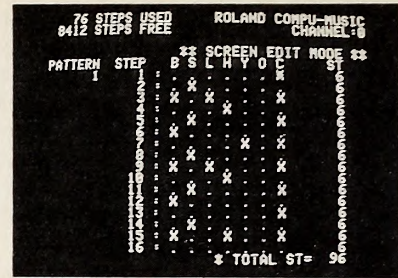 76 STEPS USED ROLAND COMPU-MUSIC
8412 STEPS FREE CHANNEL:0
** SCREEN EDIT MODE **
PATTERN STEP B S L H Y O C ST
1 1 : . . . . . . X 6
2 : . X . . . . . 6
3 : X . X . . . X 6
4 : . . . X . . . 6
5 : . X . . . . X 6
6 : X . . . . . . 6
7 : . . . . X . X 6
8 : . X . . . . . 6
9 : X . X . . . X 6
10 : . . . X . . . 6
11 : . X . . . . X 6
12 : X . . . . . . 6
13 : . . . . . . X 6
14 : . X . . . . . 6
15 : X . . X . . X 6
16 : . . . . . . . 6
* TOTAL ST= 96